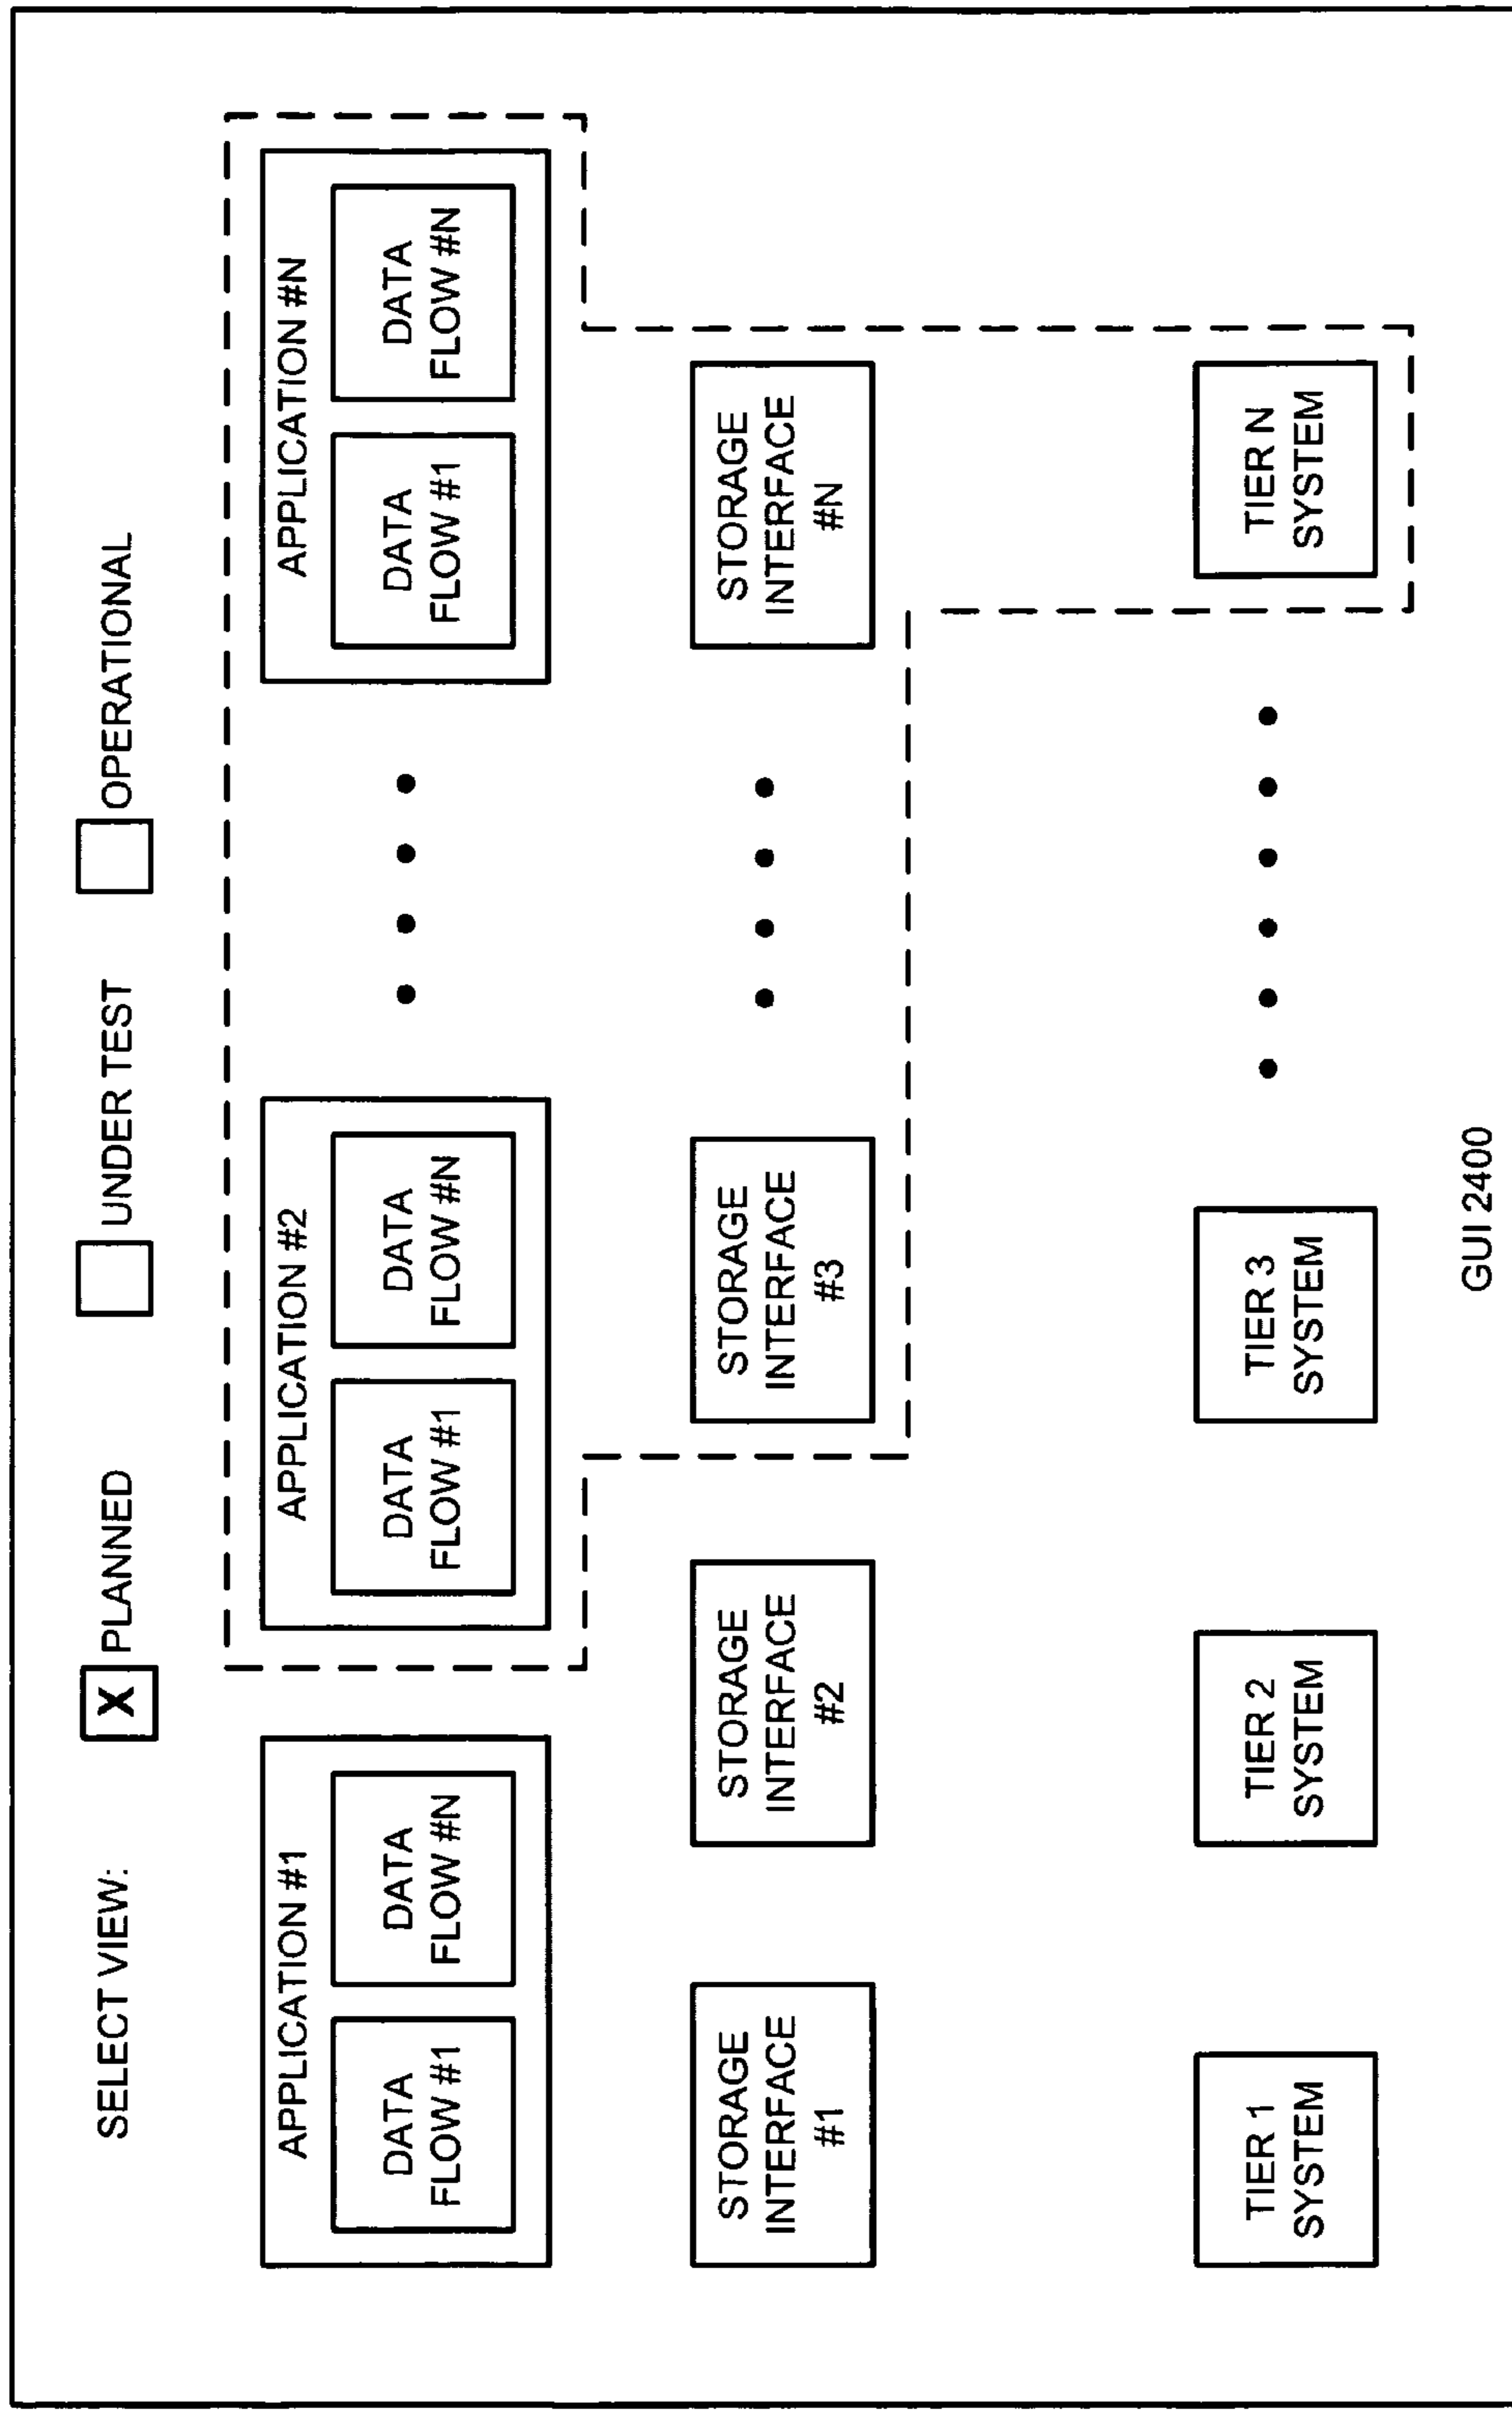 SELECT VIEW:
X PLANNED
UNDER TEST
OPERATIONAL
APPLICATION #1
DATA
FLOW #1
DATA
FLOW #N
APPLICATION #2
DATA
FLOW #1
DATA
FLOW #N
APPLICATION #N
DATA
FLOW #1
DATA
FLOW #N
STORAGE
INTERFACE
#1
STORAGE
INTERFACE
#2
STORAGE
INTERFACE
#3
STORAGE
INTERFACE
#N
TIER 1
SYSTEM
TIER 2
SYSTEM
TIER 3
SYSTEM
TIER N
SYSTEM
GUI 2400